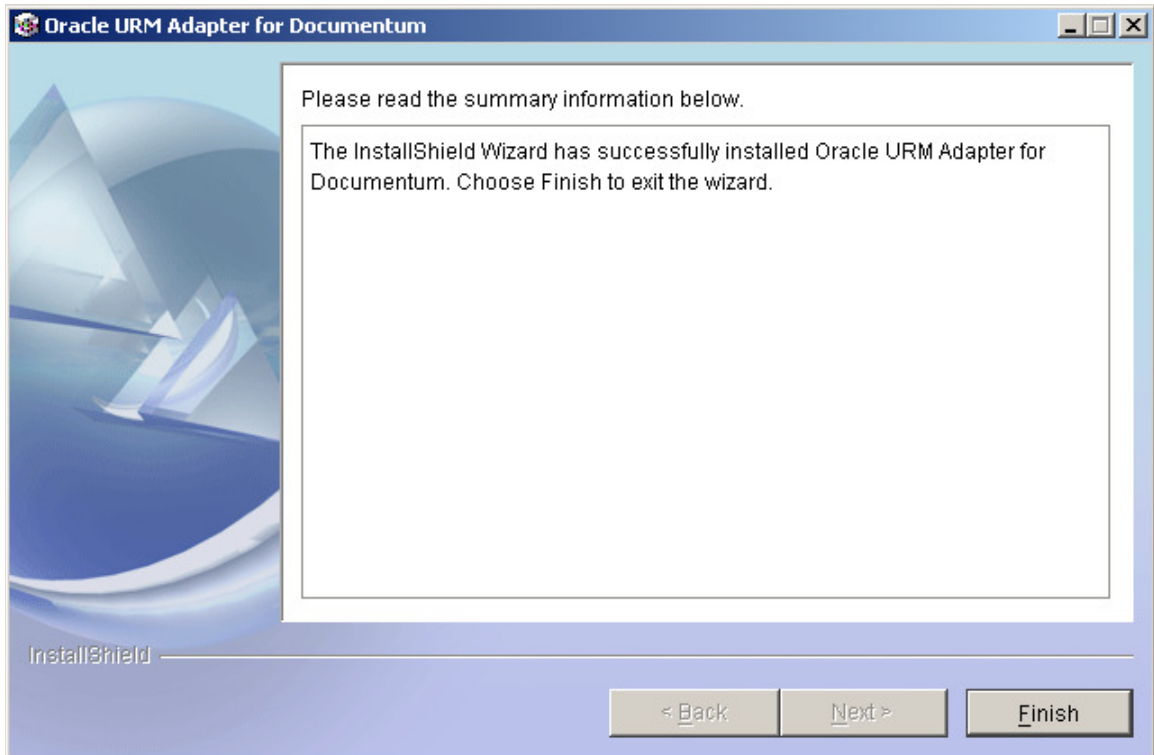 Oracle URM Adapter for Documentum
Please read the summary information below.
The InstallShield Wizard has successfully installed Oracle URM Adapter for
Documentum. Choose Finish to exit the wizard.
InstallShield
< Back
Next >
Finish